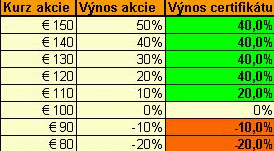 Kurz akcie Výnos akcie Výnos certifikátu
€ 150 50% 40,0%
€ 140 40% 40,0%
€ 130 30% 40,0%
€ 120 20% 40,0%
€ 110 10% 20,0%
€ 100 0% 0%
€ 90 -10% -10,0%
€ 80 -20% -20,0%